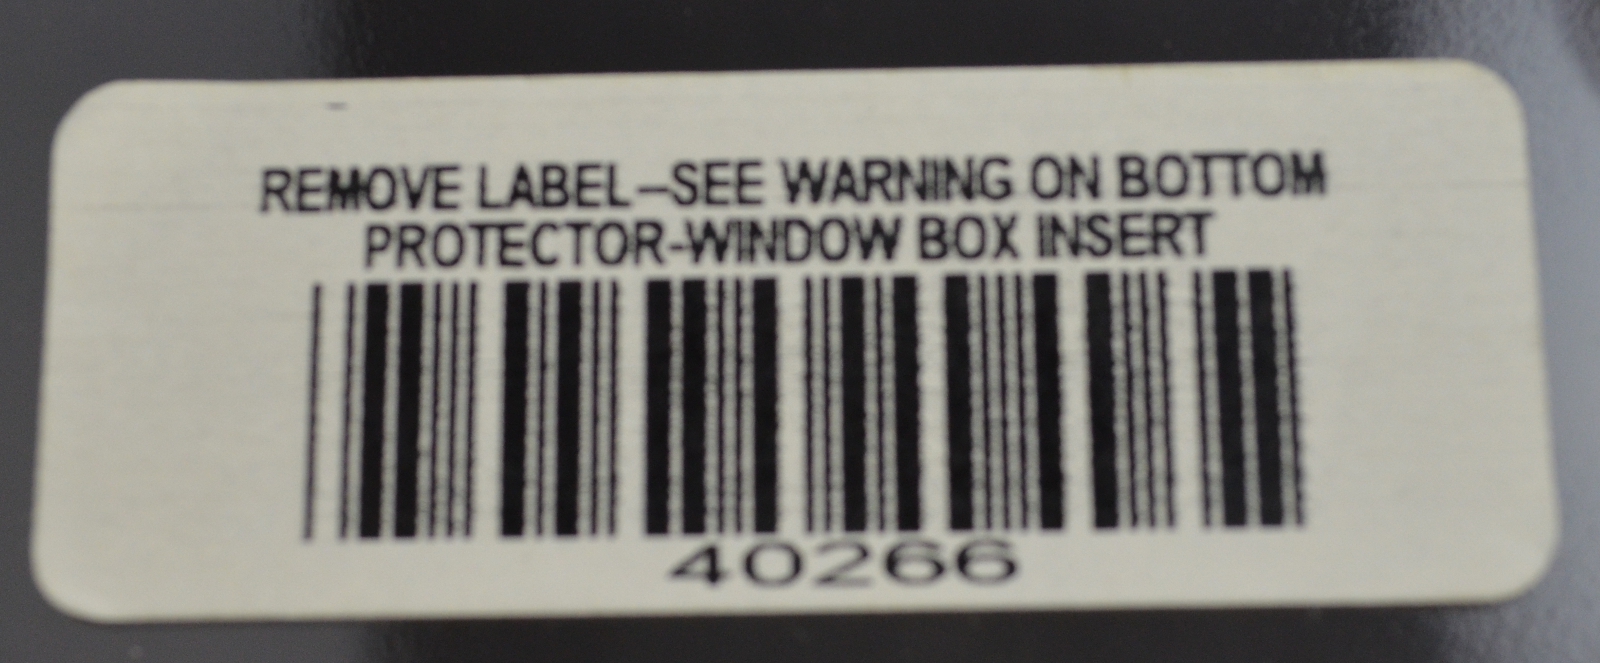 REMOVE LABEL–SEE WARNING ON BOTTOM
PROTECTOR-WINDOW BOX INSERT
40266